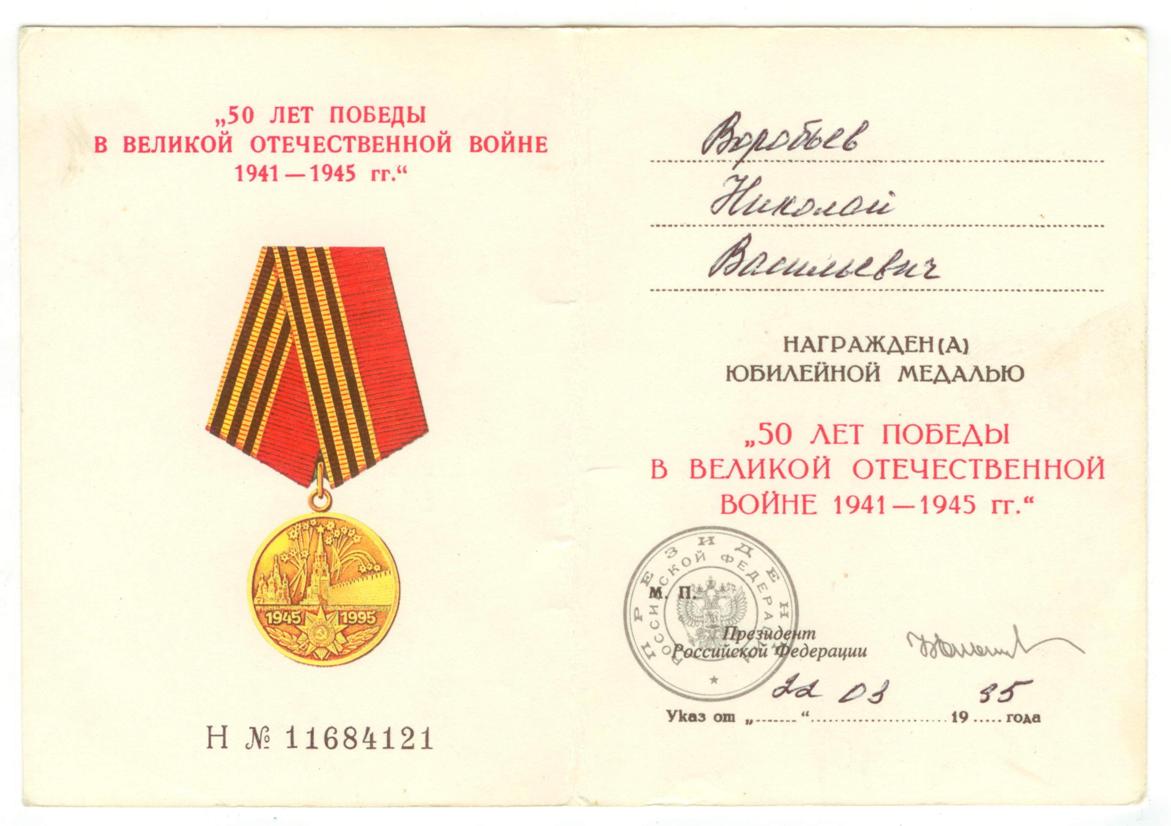 „50 ЛЕТ ПОБЕДЫ
В ВЕЛИКОЙ ОТЕЧЕСТВЕННОЙ ВОЙНЕ
1941—1945 гг.“
1945 1995
Н № 11684121
Воробьев
Николай
Васильевич
НАГРАЖДЕН(А)
ЮБИЛЕЙНОЙ МЕДАЛЬЮ
„50 ЛЕТ ПОБЕДЫ
В ВЕЛИКОЙ ОТЕЧЕСТВЕННОЙ
ВОЙНЕ 1941—1945 гг.“
ПРЕЗИДЕНТ
РОССИЙСКОЙ ФЕДЕРАЦИИ
М. П.
Президент
Российской Федерации
Указ от „22“ 03 1995 года